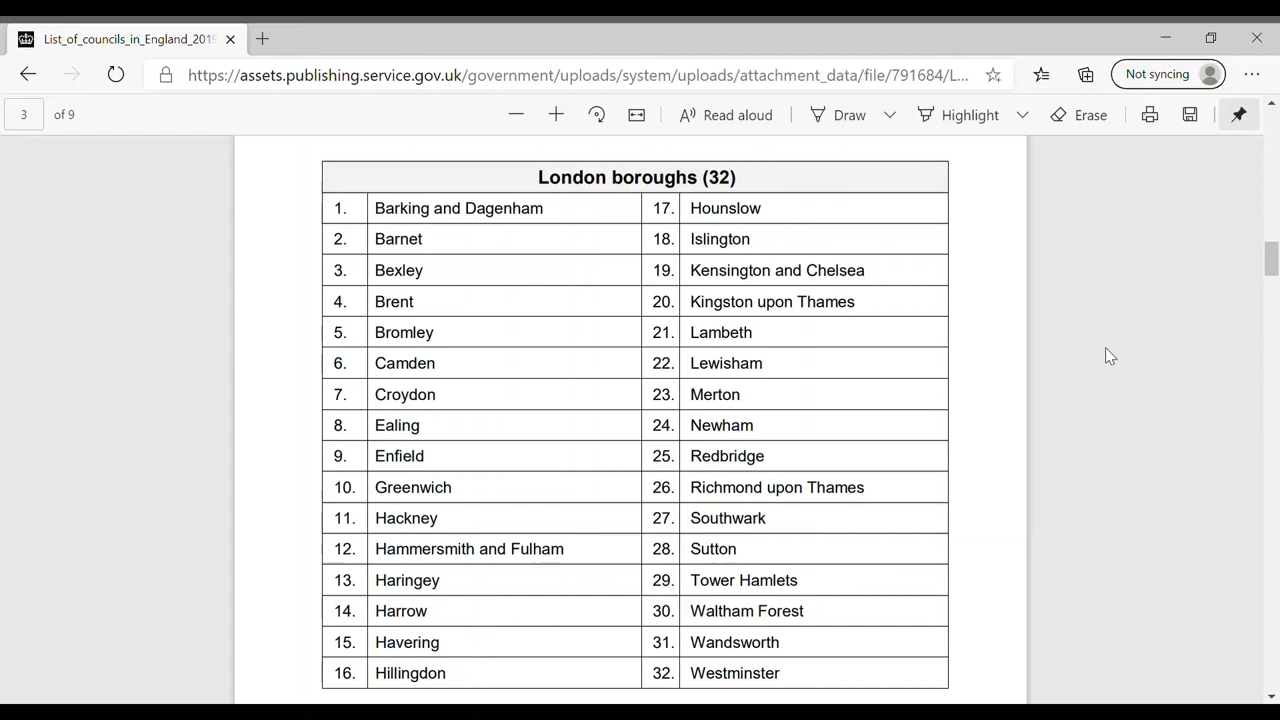 List_of_councils_in_England_2019
https://assets.publishing.service.gov.uk/government/uploads/system/uploads/attachment_data/file/791684/L...
Not syncing
3 of 9
Read aloud
Draw
Highlight
Erase
London boroughs (32)
1. Barking and Dagenham 17. Hounslow
2. Barnet 18. Islington
3. Bexley 19. Kensington and Chelsea
4. Brent 20. Kingston upon Thames
5. Bromley 21. Lambeth
6. Camden 22. Lewisham
7. Croydon 23. Merton
8. Ealing 24. Newham
9. Enfield 25. Redbridge
10. Greenwich 26. Richmond upon Thames
11. Hackney 27. Southwark
12. Hammersmith and Fulham 28. Sutton
13. Haringey 29. Tower Hamlets
14. Harrow 30. Waltham Forest
15. Havering 31. Wandsworth
16. Hillingdon 32. Westminster